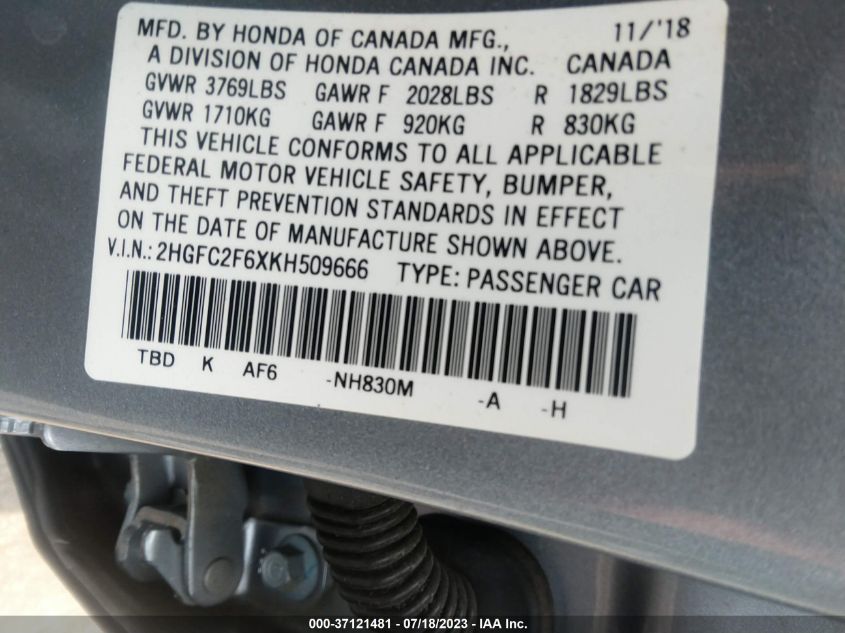 MFD. BY HONDA OF CANADA MFG., 11/'18
A DIVISION OF HONDA CANADA INC. CANADA
GVWR 3769LBS GAWR F 2028LBS R 1829LBS
GVWR 1710KG GAWR F 920KG R 830KG
THIS VEHICLE CONFORMS TO ALL APPLICABLE
FEDERAL MOTOR VEHICLE SAFETY, BUMPER,
AND THEFT PREVENTION STANDARDS IN EFFECT
ON THE DATE OF MANUFACTURE SHOWN ABOVE.
V.I.N.: 2HGFC2F6XKH509666 TYPE: PASSENGER CAR
TBD K AF6 -NH830M -A -H
000-37121481 - 07/18/2023 - IAA Inc.